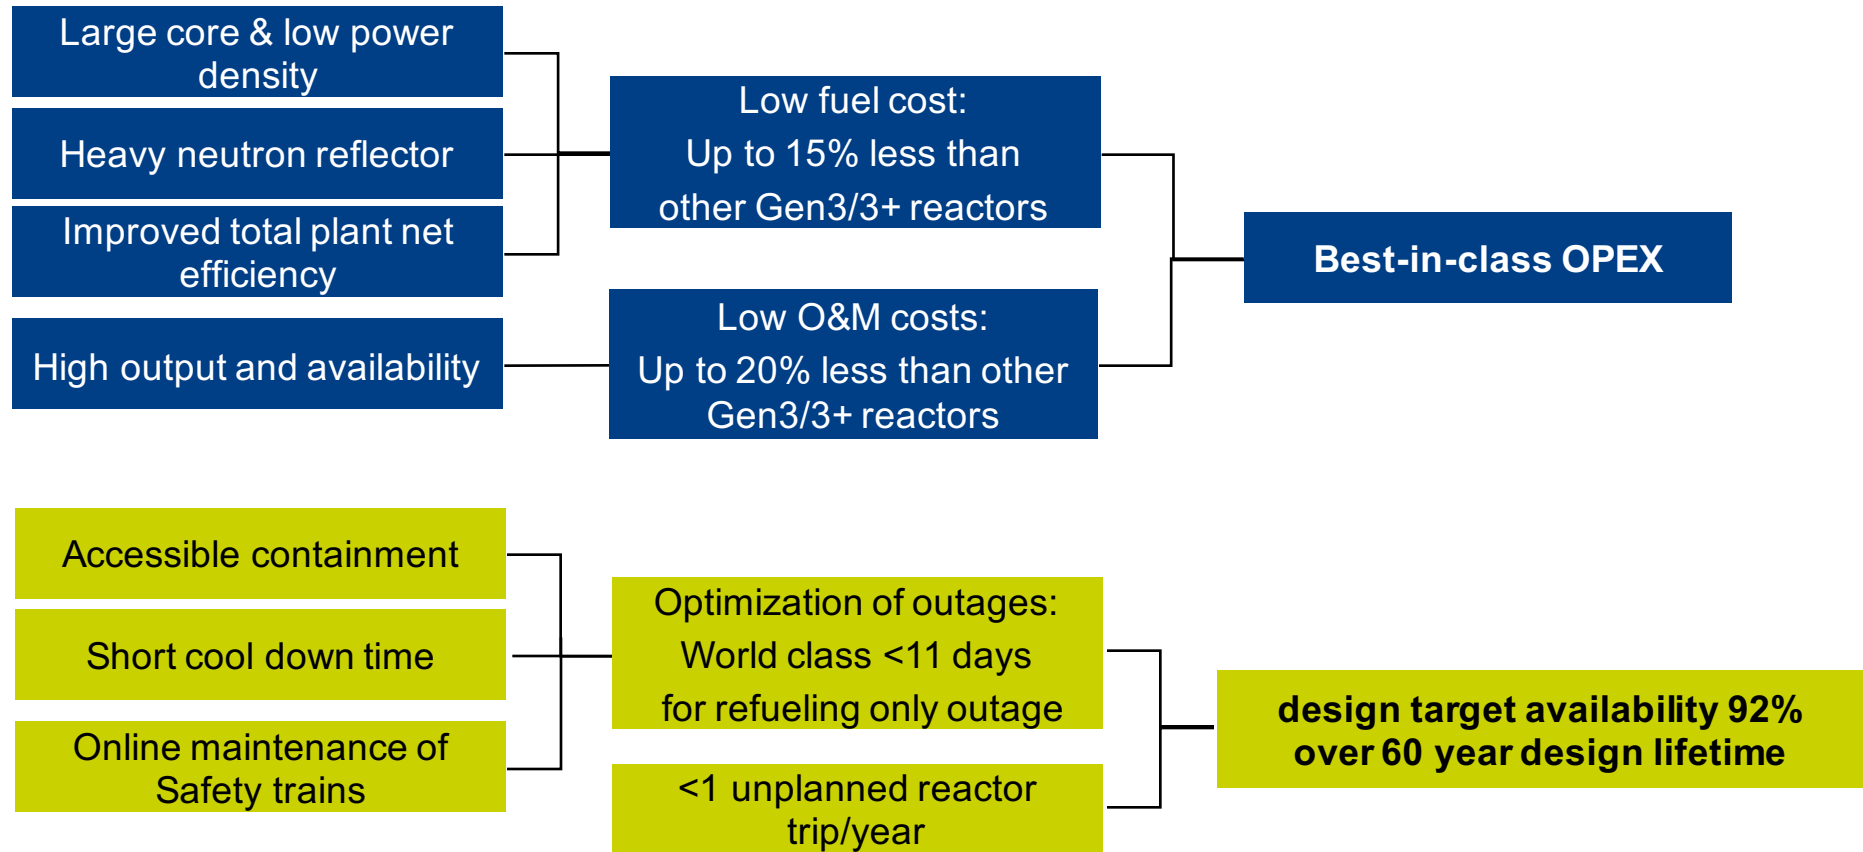 Large core & low power
density
Heavy neutron reflector
Improved total plant net
efficiency
High output and availability
Low fuel cost:
Up to 15% less than
other Gen3/3+ reactors
Low O&M costs:
Up to 20% less than other
Gen3/3+ reactors
Best-in-class OPEX
Accessible containment
Short cool down time
Online maintenance of
Safety trains
Optimization of outages:
World class <11 days
for refueling only outage
<1 unplanned reactor
trip/year
design target availability 92%
over 60 year design lifetime